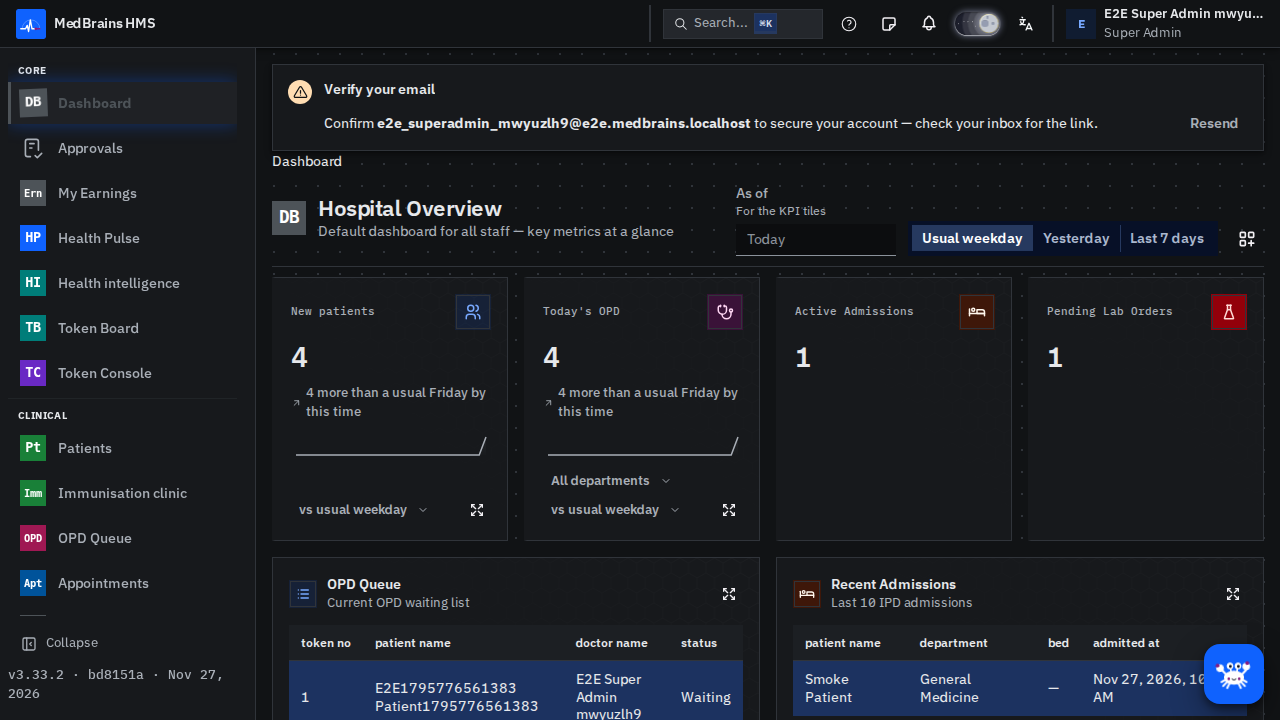 MedBrains HMS
Search...
⌘K
E
E2E Super Admin mwyu...
Super Admin
CORE
DB
Dashboard
Approvals
Ern
My Earnings
HP
Health Pulse
HI
Health intelligence
TB
Token Board
TC
Token Console
CLINICAL
Pt
Patients
Imm
Immunisation clinic
OPD
OPD Queue
Apt
Appointments
Collapse
v3.33.2 · bd8151a · Nov 27,
2026
Verify your email
Confirm e2e_superadmin_mwyuzlh9@e2e.medbrains.localhost to secure your account — check your inbox for the link.
Resend
Dashboard
DB
Hospital Overview
Default dashboard for all staff — key metrics at a glance
As of
For the KPI tiles
Today
Usual weekday
Yesterday
Last 7 days
New patients
4
4 more than a usual Friday by
this time
vs usual weekday
Today's OPD
4
4 more than a usual Friday by
this time
All departments
vs usual weekday
Active Admissions
1
Pending Lab Orders
1
OPD Queue
Current OPD waiting list
token no
patient name
doctor name
status
1
E2E1795776561383
Patient1795776561383
E2E Super
Admin
mwyuzlh9
Waiting
Recent Admissions
Last 10 IPD admissions
patient name
department
bed
admitted at
Smoke
Patient
General
Medicine
—
Nov 27, 2026, 10
AM